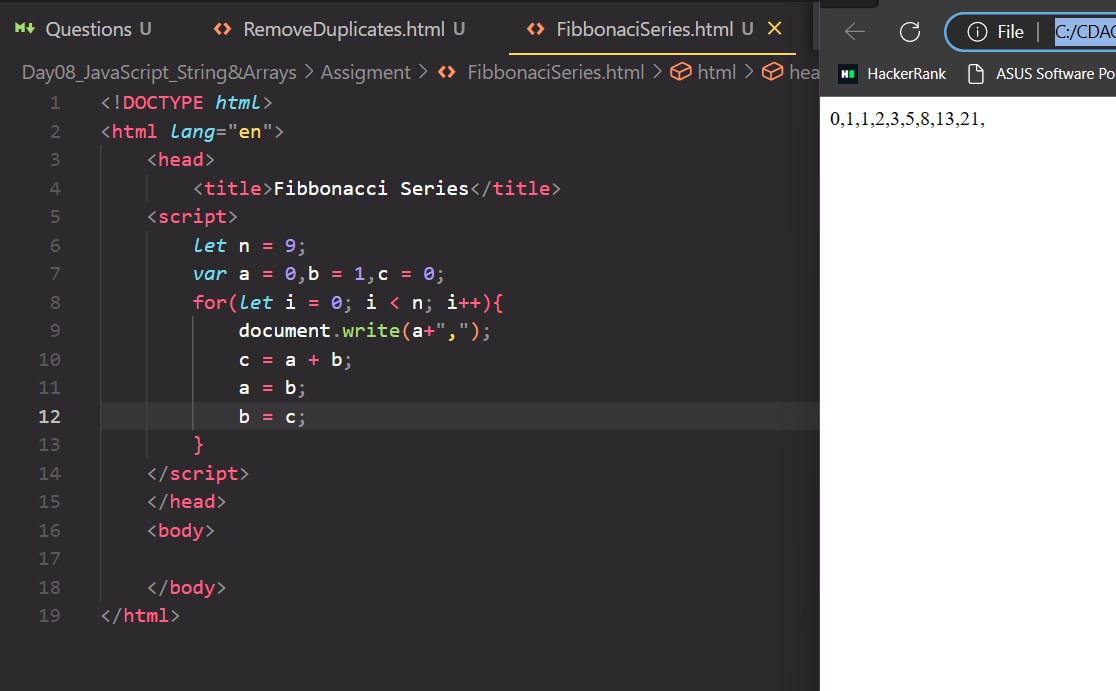 Questions U RemoveDuplicates.html U FibbonaciSeries.html U
Day08_JavaScript_String&Arrays > Assigment > FibbonaciSeries.html > html > hea
1 <!DOCTYPE html>
2 <html lang="en">
3 <head>
4 <title>Fibbonacci Series</title>
5 <script>
6 let n = 9;
7 var a = 0,b = 1,c = 0;
8 for(let i = 0; i < n; i++){
9 document.write(a+",");
10 c = a + b;
11 a = b;
12 b = c;
13 }
14 </script>
15 </head>
16 <body>
17
18 </body>
19 </html>
File C:/CDAC
HackerRank ASUS Software Po
0,1,1,2,3,5,8,13,21,